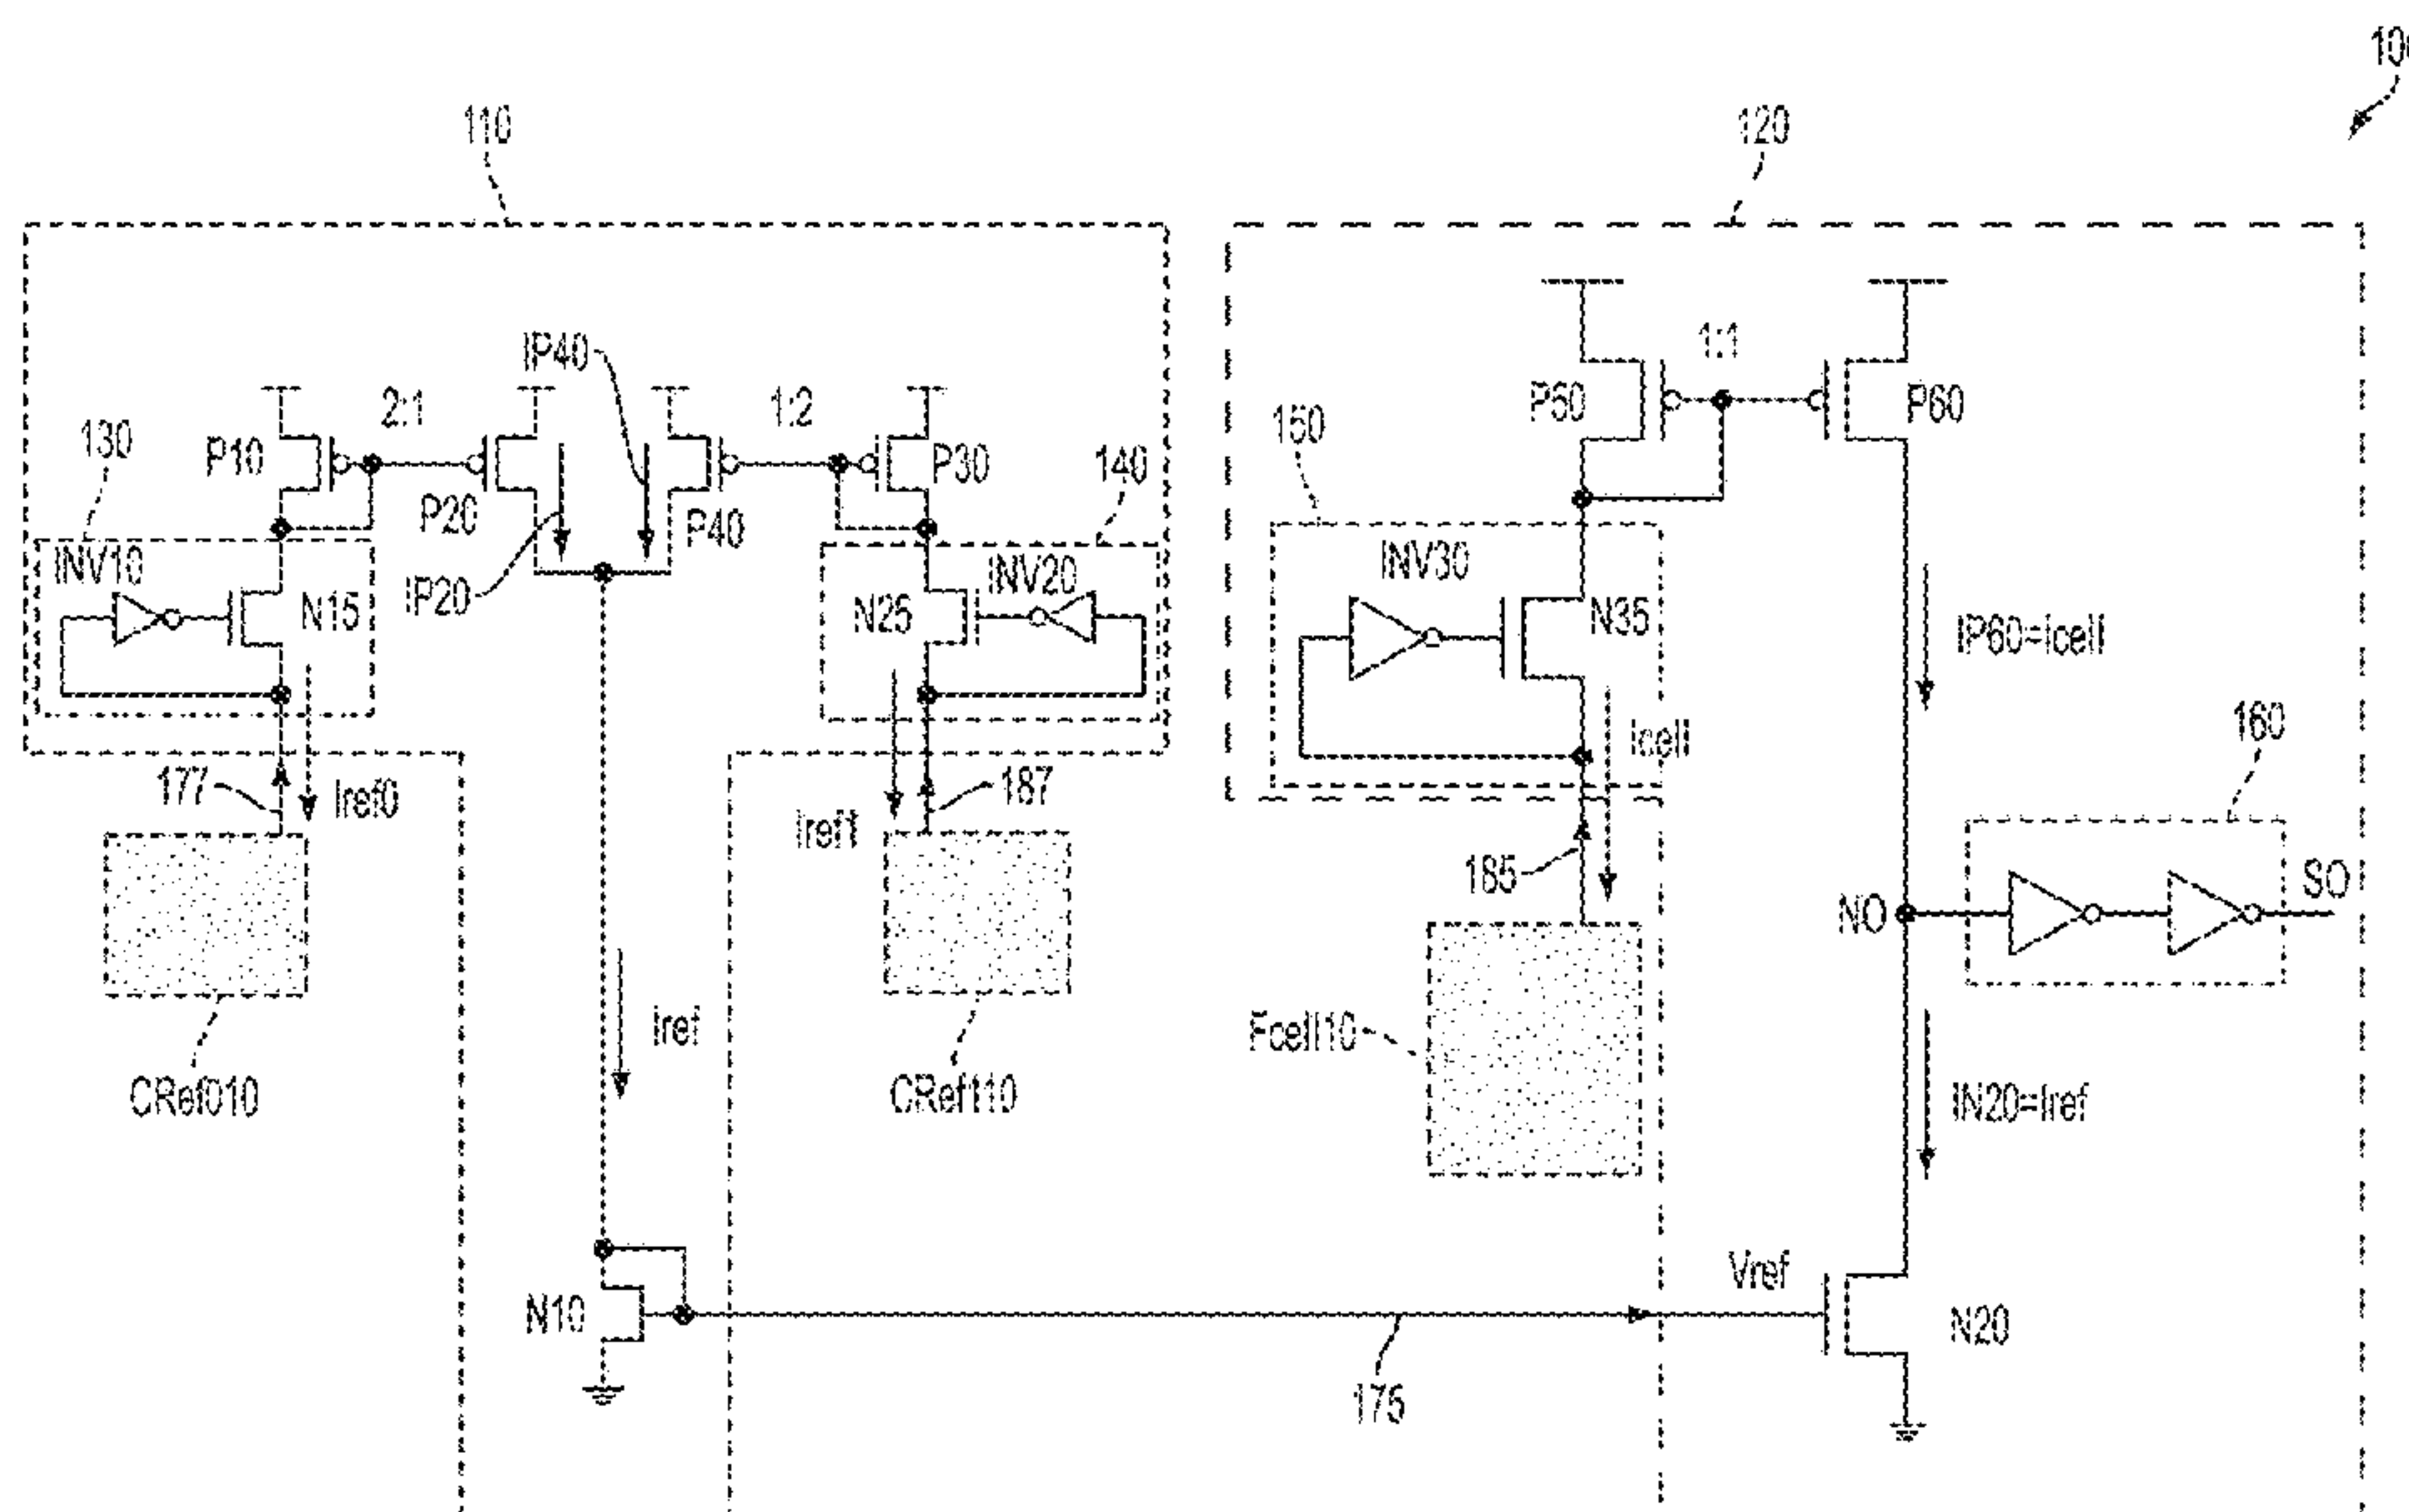 110
120
IP40
2:1
1:2
1:1
130
P10
P20
P40
P30
140
150
P50
P60
INV10
N15
IP20
N25
INV20
INV30
N35
IP60=Icell
177
Iref0
Iref1
187
Icell
160
185
NO
SO
Iref
Fcell10
CRef010
CRef110
IN20=Iref
Vref
N10
N20
175